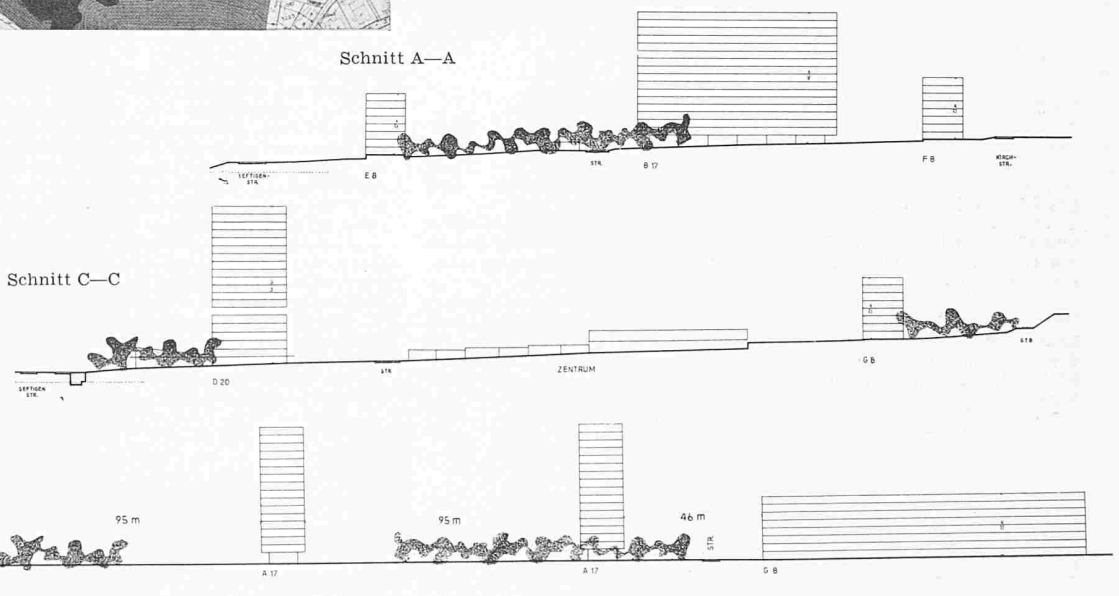 Schnitt A—A
SEFTIGEN-
STR.
E 8
STR.
B 17
F 8
KIRCH-
STR.
Schnitt C—C
SEFTIGEN
STR.
D 20
STR
ZENTRUM
G 8
95 m
95 m
46 m
STR.
A 17
A 17
G 8